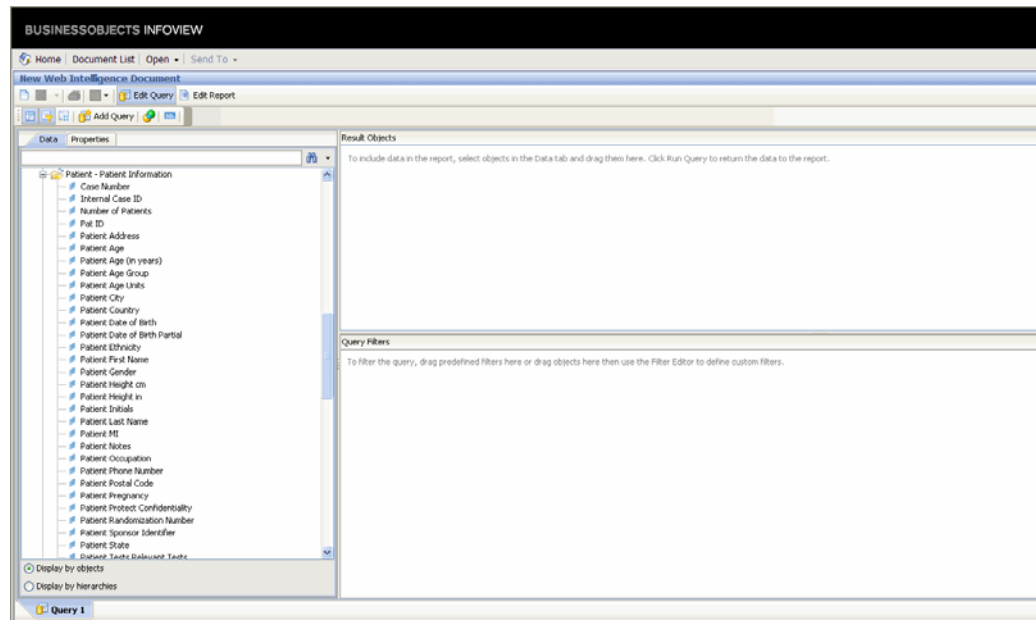 BUSINESSOBJECTS INFOVIEW
Home | Document List | Open | Send To
New Web Intelligence Document
Edit Query Edit Report
Add Query
Data Properties
Patient - Patient Information
Case Number
Internal Case ID
Number of Patients
Pat ID
Patient Address
Patient Age
Patient Age (in years)
Patient Age Group
Patient Age Units
Patient City
Patient Country
Patient Date of Birth
Patient Date of Birth Partial
Patient Ethnicity
Patient First Name
Patient Gender
Patient Height cm
Patient Height in
Patient Initials
Patient Last Name
Patient MI
Patient Notes
Patient Occupation
Patient Phone Number
Patient Postal Code
Patient Pregnancy
Patient Protect Confidentiality
Patient Randomization Number
Patient Sponsor Identifier
Patient State
Patient Tests Relevant Tests
Display by objects
Display by hierarchies
Query 1
Result Objects
To include data in the report, select objects in the Data tab and drag them here. Click Run Query to return the data to the report.
Query Filters
To filter the query, drag predefined filters here or drag objects here then use the Filter Editor to define custom filters.